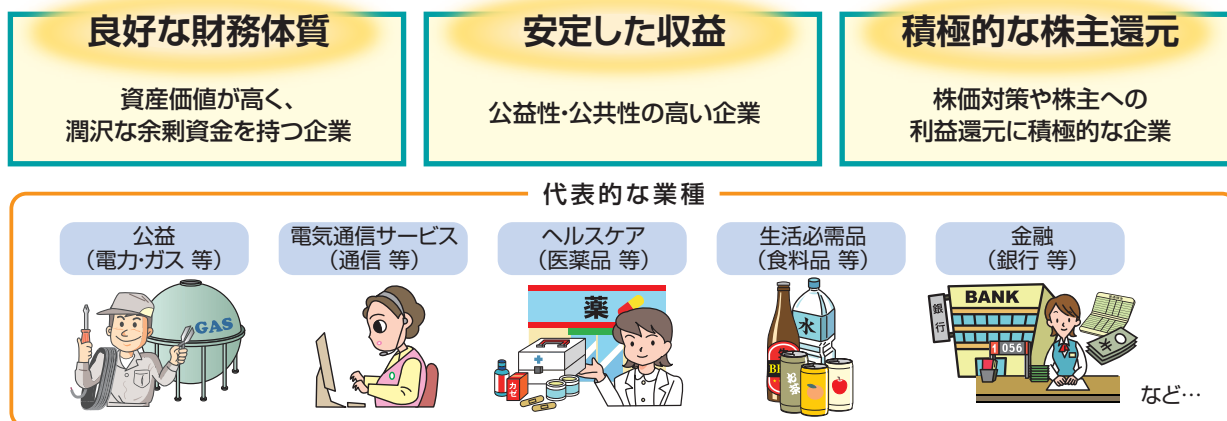 良好な財務体質
資産価値が高く、
潤沢な余剰資金を持つ企業
安定した収益
公益性・公共性の高い企業
積極的な株主還元
株価対策や株主への
利益還元に積極的な企業
代表的な業種
公益
（電力・ガス 等）
電気通信サービス
（通信 等）
ヘルスケア
（医薬品 等）
生活必需品
（食料品 等）
金融
（銀行 等）
GAS
薬
カゼ
水
お茶
銀行
BANK
1 056
など…